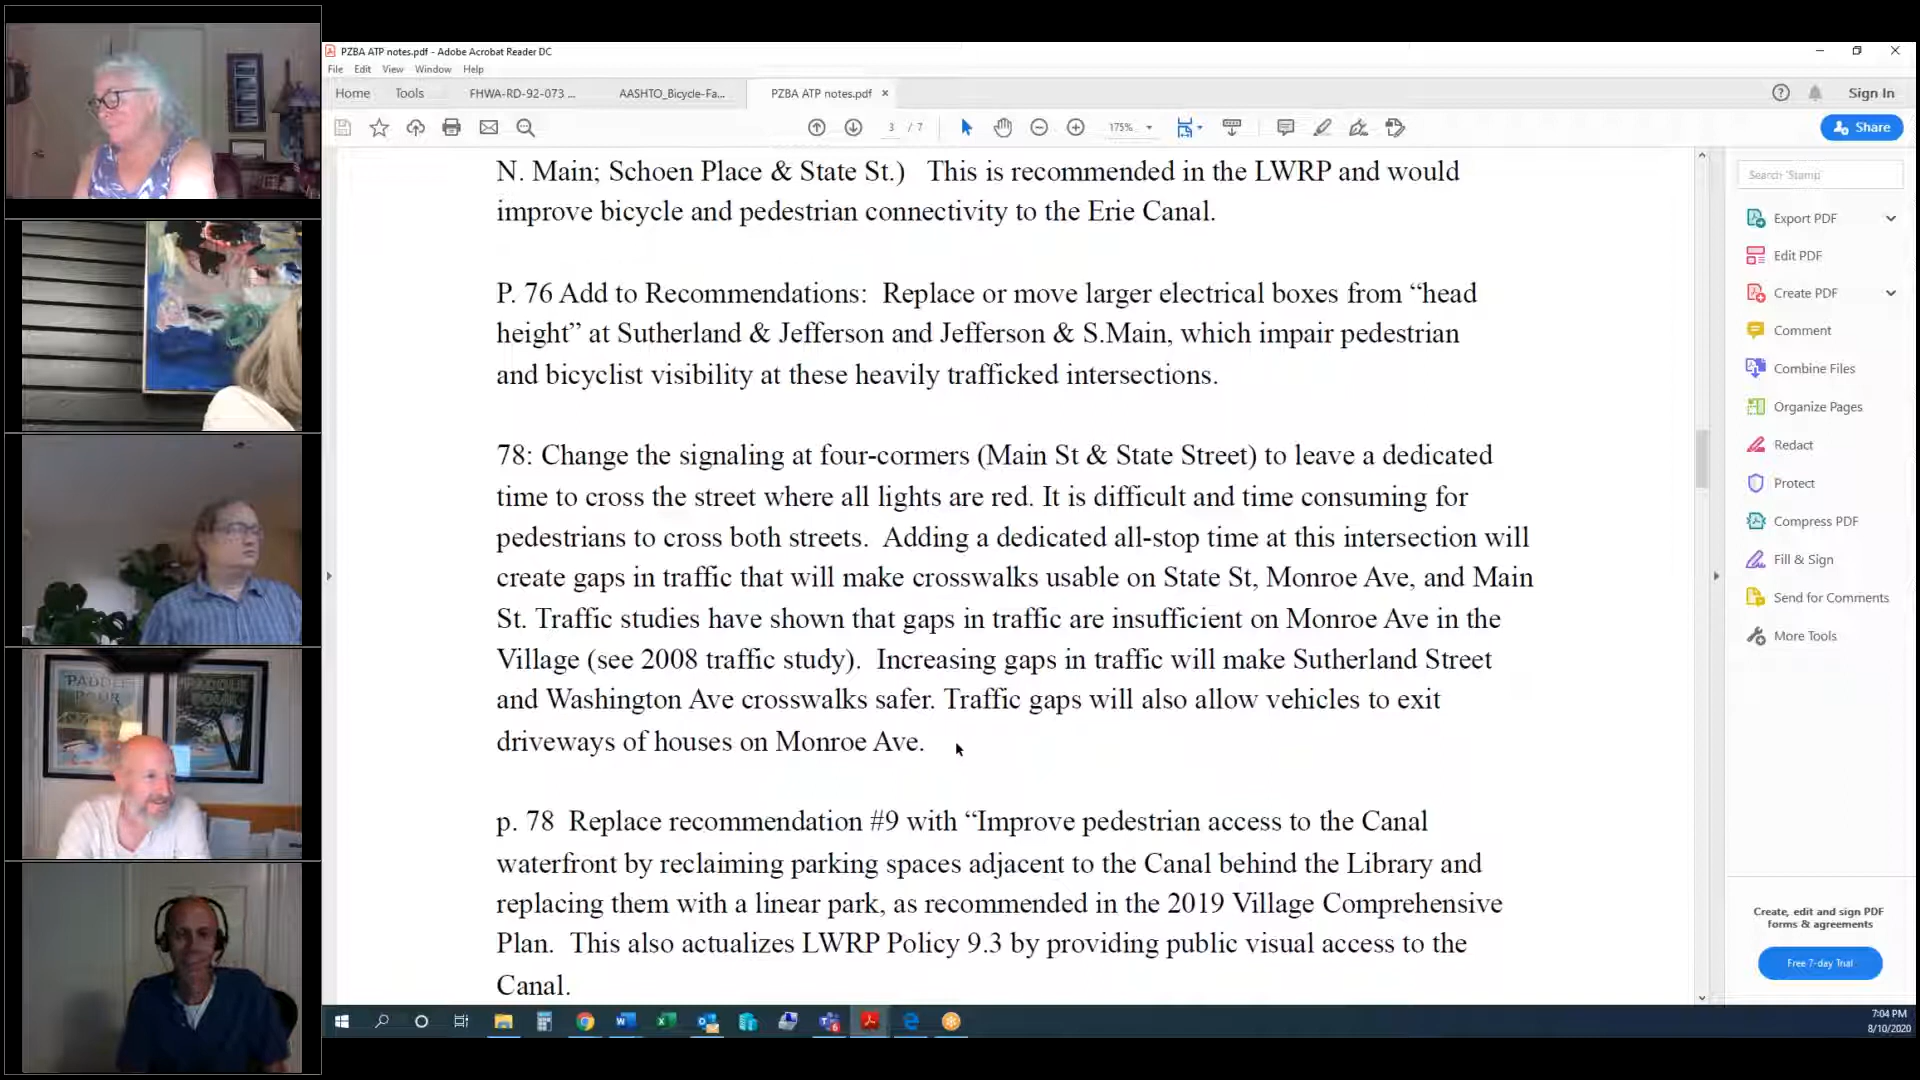 PZBA ATP notes.pdf - Adobe Acrobat Reader DC
File Edit View Window Help
Home Tools FHWA-RD-92-073 ... AASHTO_Bicycle-Fa... PZBA ATP notes.pdf × Sign In
3 / 7 175% Share
N. Main; Schoen Place & State St.) This is recommended in the LWRP and would
improve bicycle and pedestrian connectivity to the Erie Canal.
P. 76 Add to Recommendations: Replace or move larger electrical boxes from “head
height” at Sutherland & Jefferson and Jefferson & S.Main, which impair pedestrian
and bicyclist visibility at these heavily trafficked intersections.
78: Change the signaling at four-cormers (Main St & State Street) to leave a dedicated
time to cross the street where all lights are red. It is difficult and time consuming for
pedestrians to cross both streets. Adding a dedicated all-stop time at this intersection will
create gaps in traffic that will make crosswalks usable on State St, Monroe Ave, and Main
St. Traffic studies have shown that gaps in traffic are insufficient on Monroe Ave in the
Village (see 2008 traffic study). Increasing gaps in traffic will make Sutherland Street
and Washington Ave crosswalks safer. Traffic gaps will also allow vehicles to exit
driveways of houses on Monroe Ave.
p. 78 Replace recommendation #9 with “Improve pedestrian access to the Canal
waterfront by reclaiming parking spaces adjacent to the Canal behind the Library and
replacing them with a linear park, as recommended in the 2019 Village Comprehensive
Plan. This also actualizes LWRP Policy 9.3 by providing public visual access to the
Canal.
Search 'Stamp'
Export PDF
Edit PDF
Create PDF
Comment
Combine Files
Organize Pages
Redact
Protect
Compress PDF
Fill & Sign
Send for Comments
More Tools
Create, edit and sign PDF
forms & agreements
Free 7-day Trial
7:04 PM
8/10/2020
PADDLE
POUR